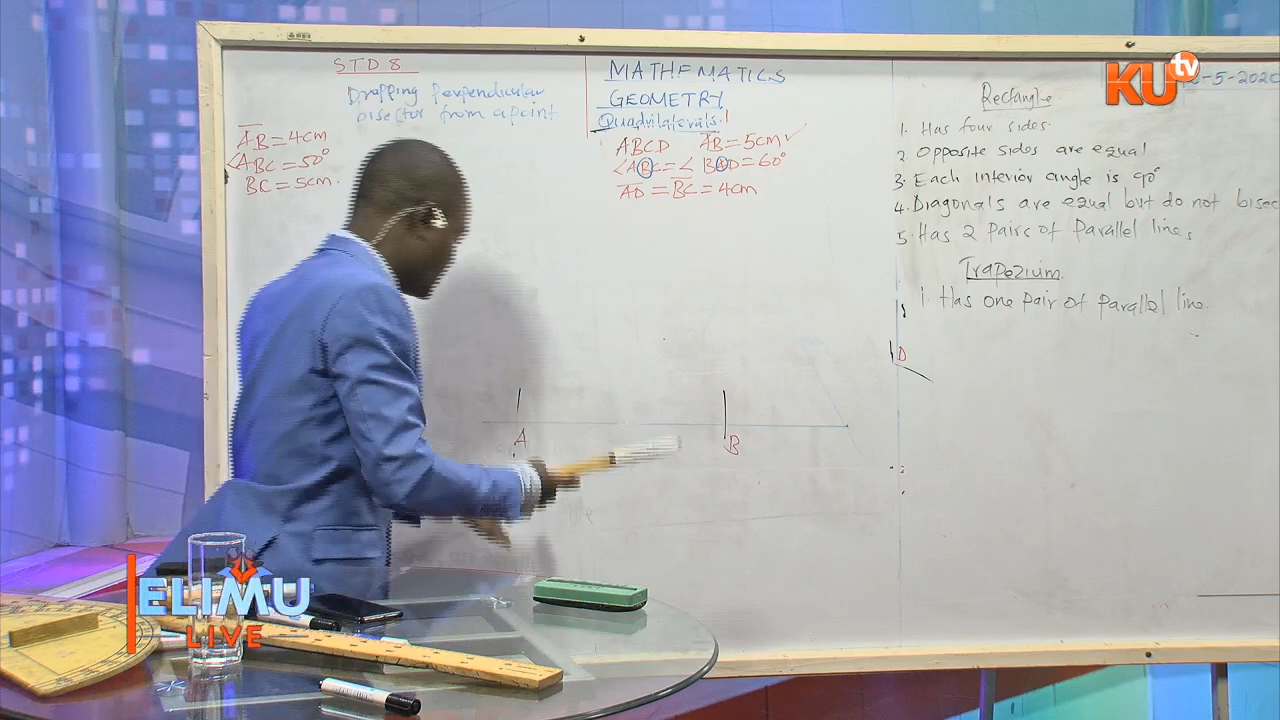 STD 8
Dropping Perpendicular
bisector from a point
AB = 4cm
<ABC = 50°
BC = 5cm.
MATHEMATICS
GEOMETRY
Quadrilaterals.
ABCD AB = 5cm ✓
<ABC = < BAD = 60°
AD = BC = 4cm
-5-2020
Rectangle
1. Has four sides.
2. Opposite sides are equal
3. Each interior angle is 90°
4. Diagonals are equal but do not bisec
5. Has 2 pairs of Parallel lines
Trapezium
1. Has one pair of parallel line.
D
A
B
KU tv
ELIMU
LIVE